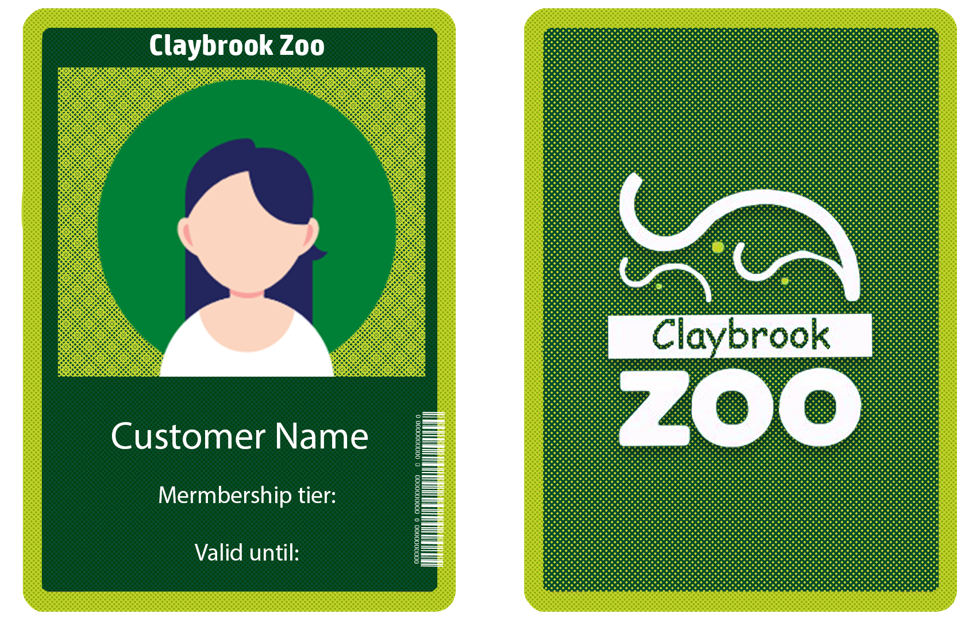 Claybrook Zoo
Customer Name
Mermbership tier:
Valid until:
Claybrook
ZOO